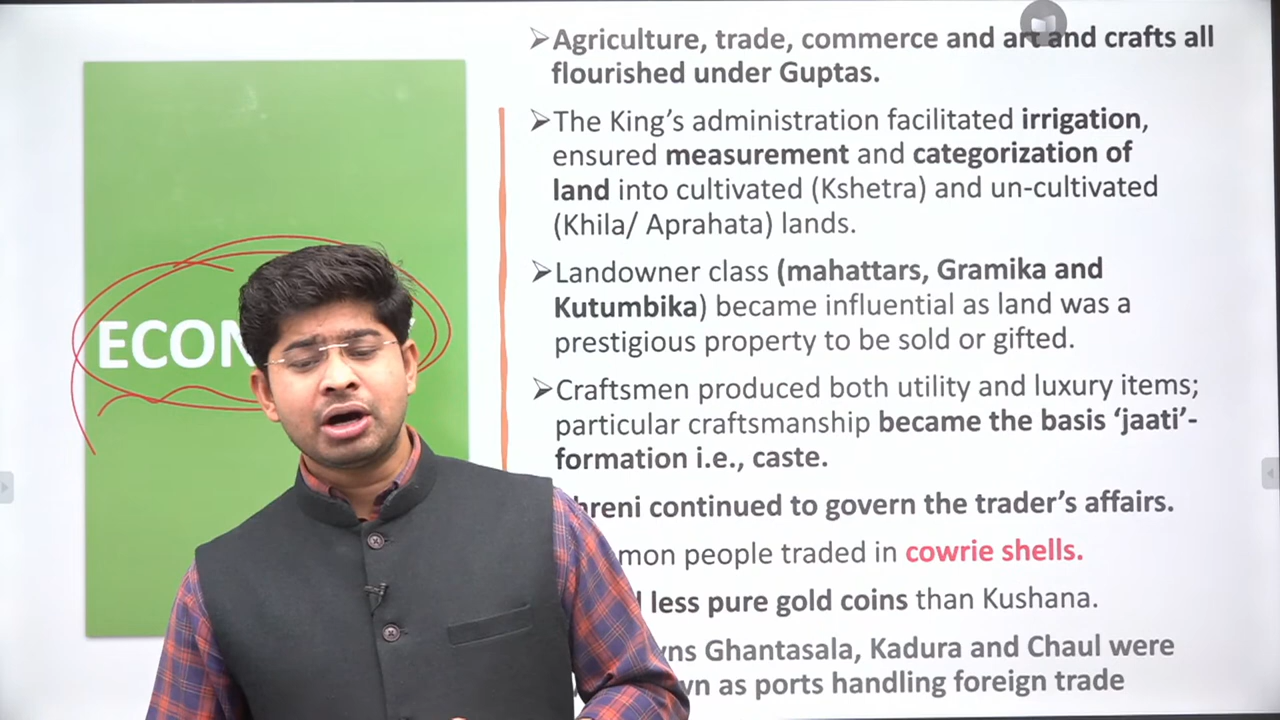 ECON
➢Agriculture, trade, commerce and art and crafts all
flourished under Guptas.
➢The King’s administration facilitated irrigation,
ensured measurement and categorization of
land into cultivated (Kshetra) and un-cultivated
(Khila/ Aprahata) lands.
➢Landowner class (mahattars, Gramika and
Kutumbika) became influential as land was a
prestigious property to be sold or gifted.
➢Craftsmen produced both utility and luxury items;
particular craftsmanship became the basis ‘jaati’-
formation i.e., caste.
hreni continued to govern the trader’s affairs.
mon people traded in cowrie shells.
less pure gold coins than Kushana.
wns Ghantasala, Kadura and Chaul were
wn as ports handling foreign trade